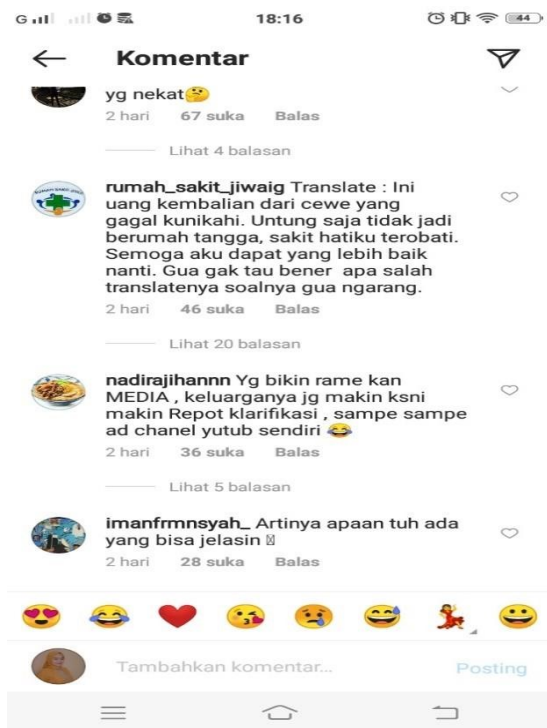 G
18:16
44
Komentar
yg nekat🤔
2 hari 67 suka Balas
Lihat 4 balasan
rumah_sakit_jiwaig Translate : Ini
uang kembalian dari cewe yang
gagal kunikahi. Untung saja tidak jadi
berumah tangga, sakit hatiku terobati.
Semoga aku dapat yang lebih baik
nanti. Gua gak tau bener apa salah
translatenya soalnya gua ngarang.
2 hari 46 suka Balas
Lihat 20 balasan
nadirajihannn Yg bikin rame kan
MEDIA , keluarganya jg makin ksni
makin Repot klarifikasi , sampe sampe
ad chanel yutub sendiri 😂
2 hari 36 suka Balas
Lihat 5 balasan
imanfrmnsyah_ Artinya apaan tuh ada
yang bisa jelasin
2 hari 28 suka Balas
Tambahkan komentar...
Posting